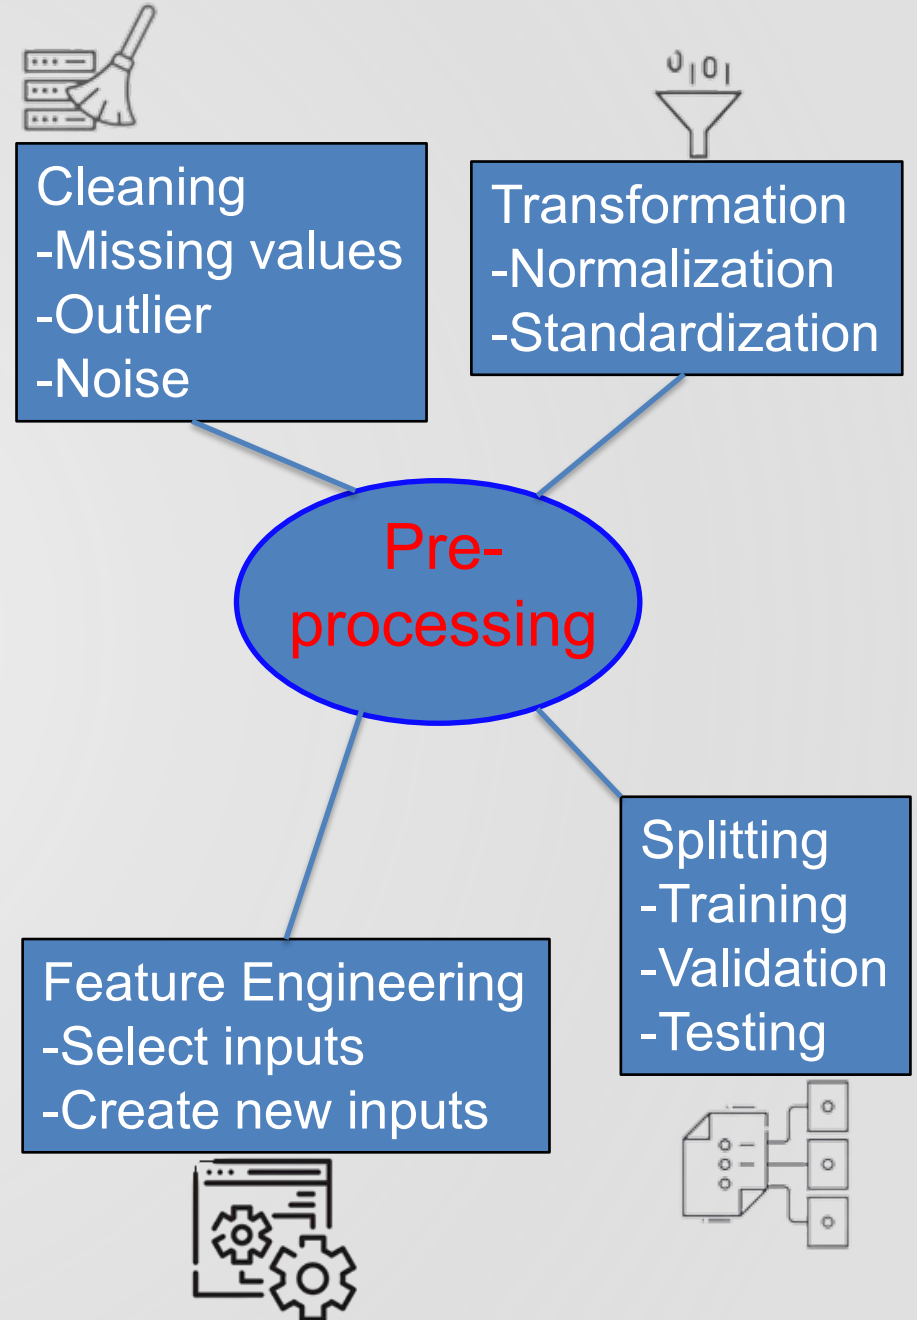 Cleaning
-Missing values
-Outlier
-Noise
0101
Transformation
-Normalization
-Standardization
Pre-
processing
Feature Engineering
-Select inputs
-Create new inputs
Splitting
-Training
-Validation
-Testing